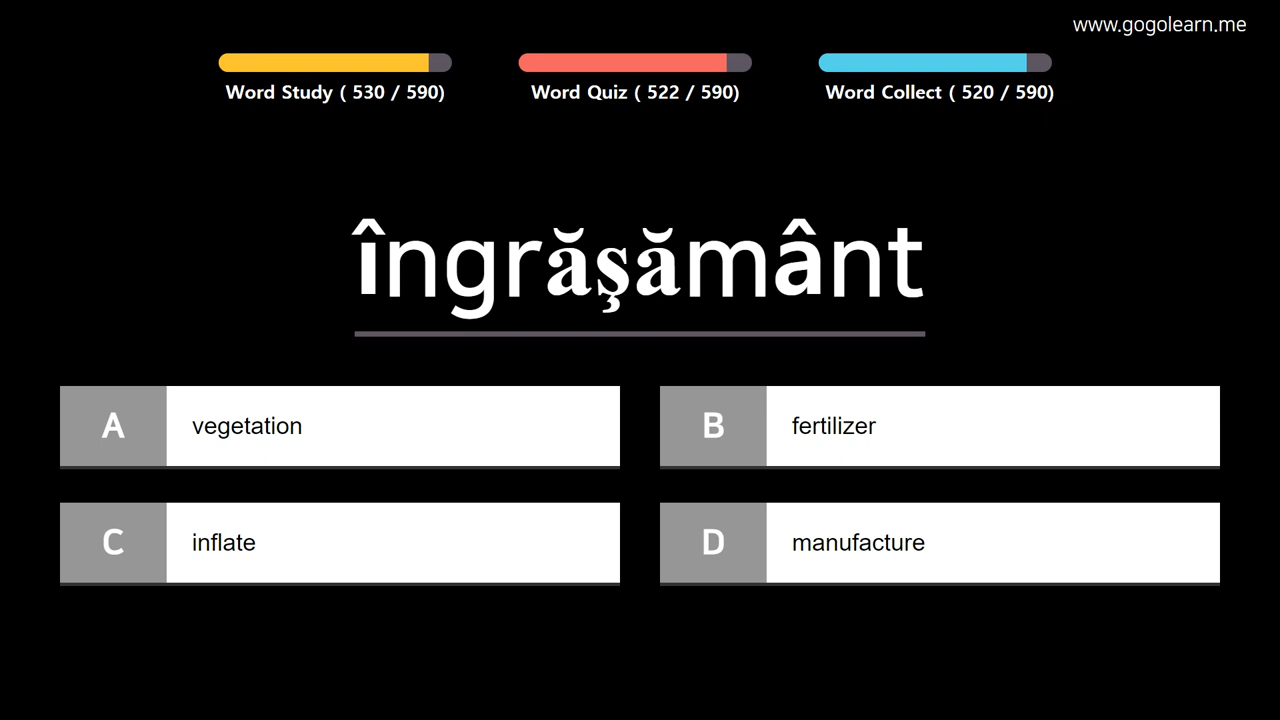 www.gogolearn.me
Word Study ( 530 / 590)
Word Quiz ( 522 / 590)
Word Collect ( 520 / 590)
îngrăşământ
A vegetation
B fertilizer
C inflate
D manufacture